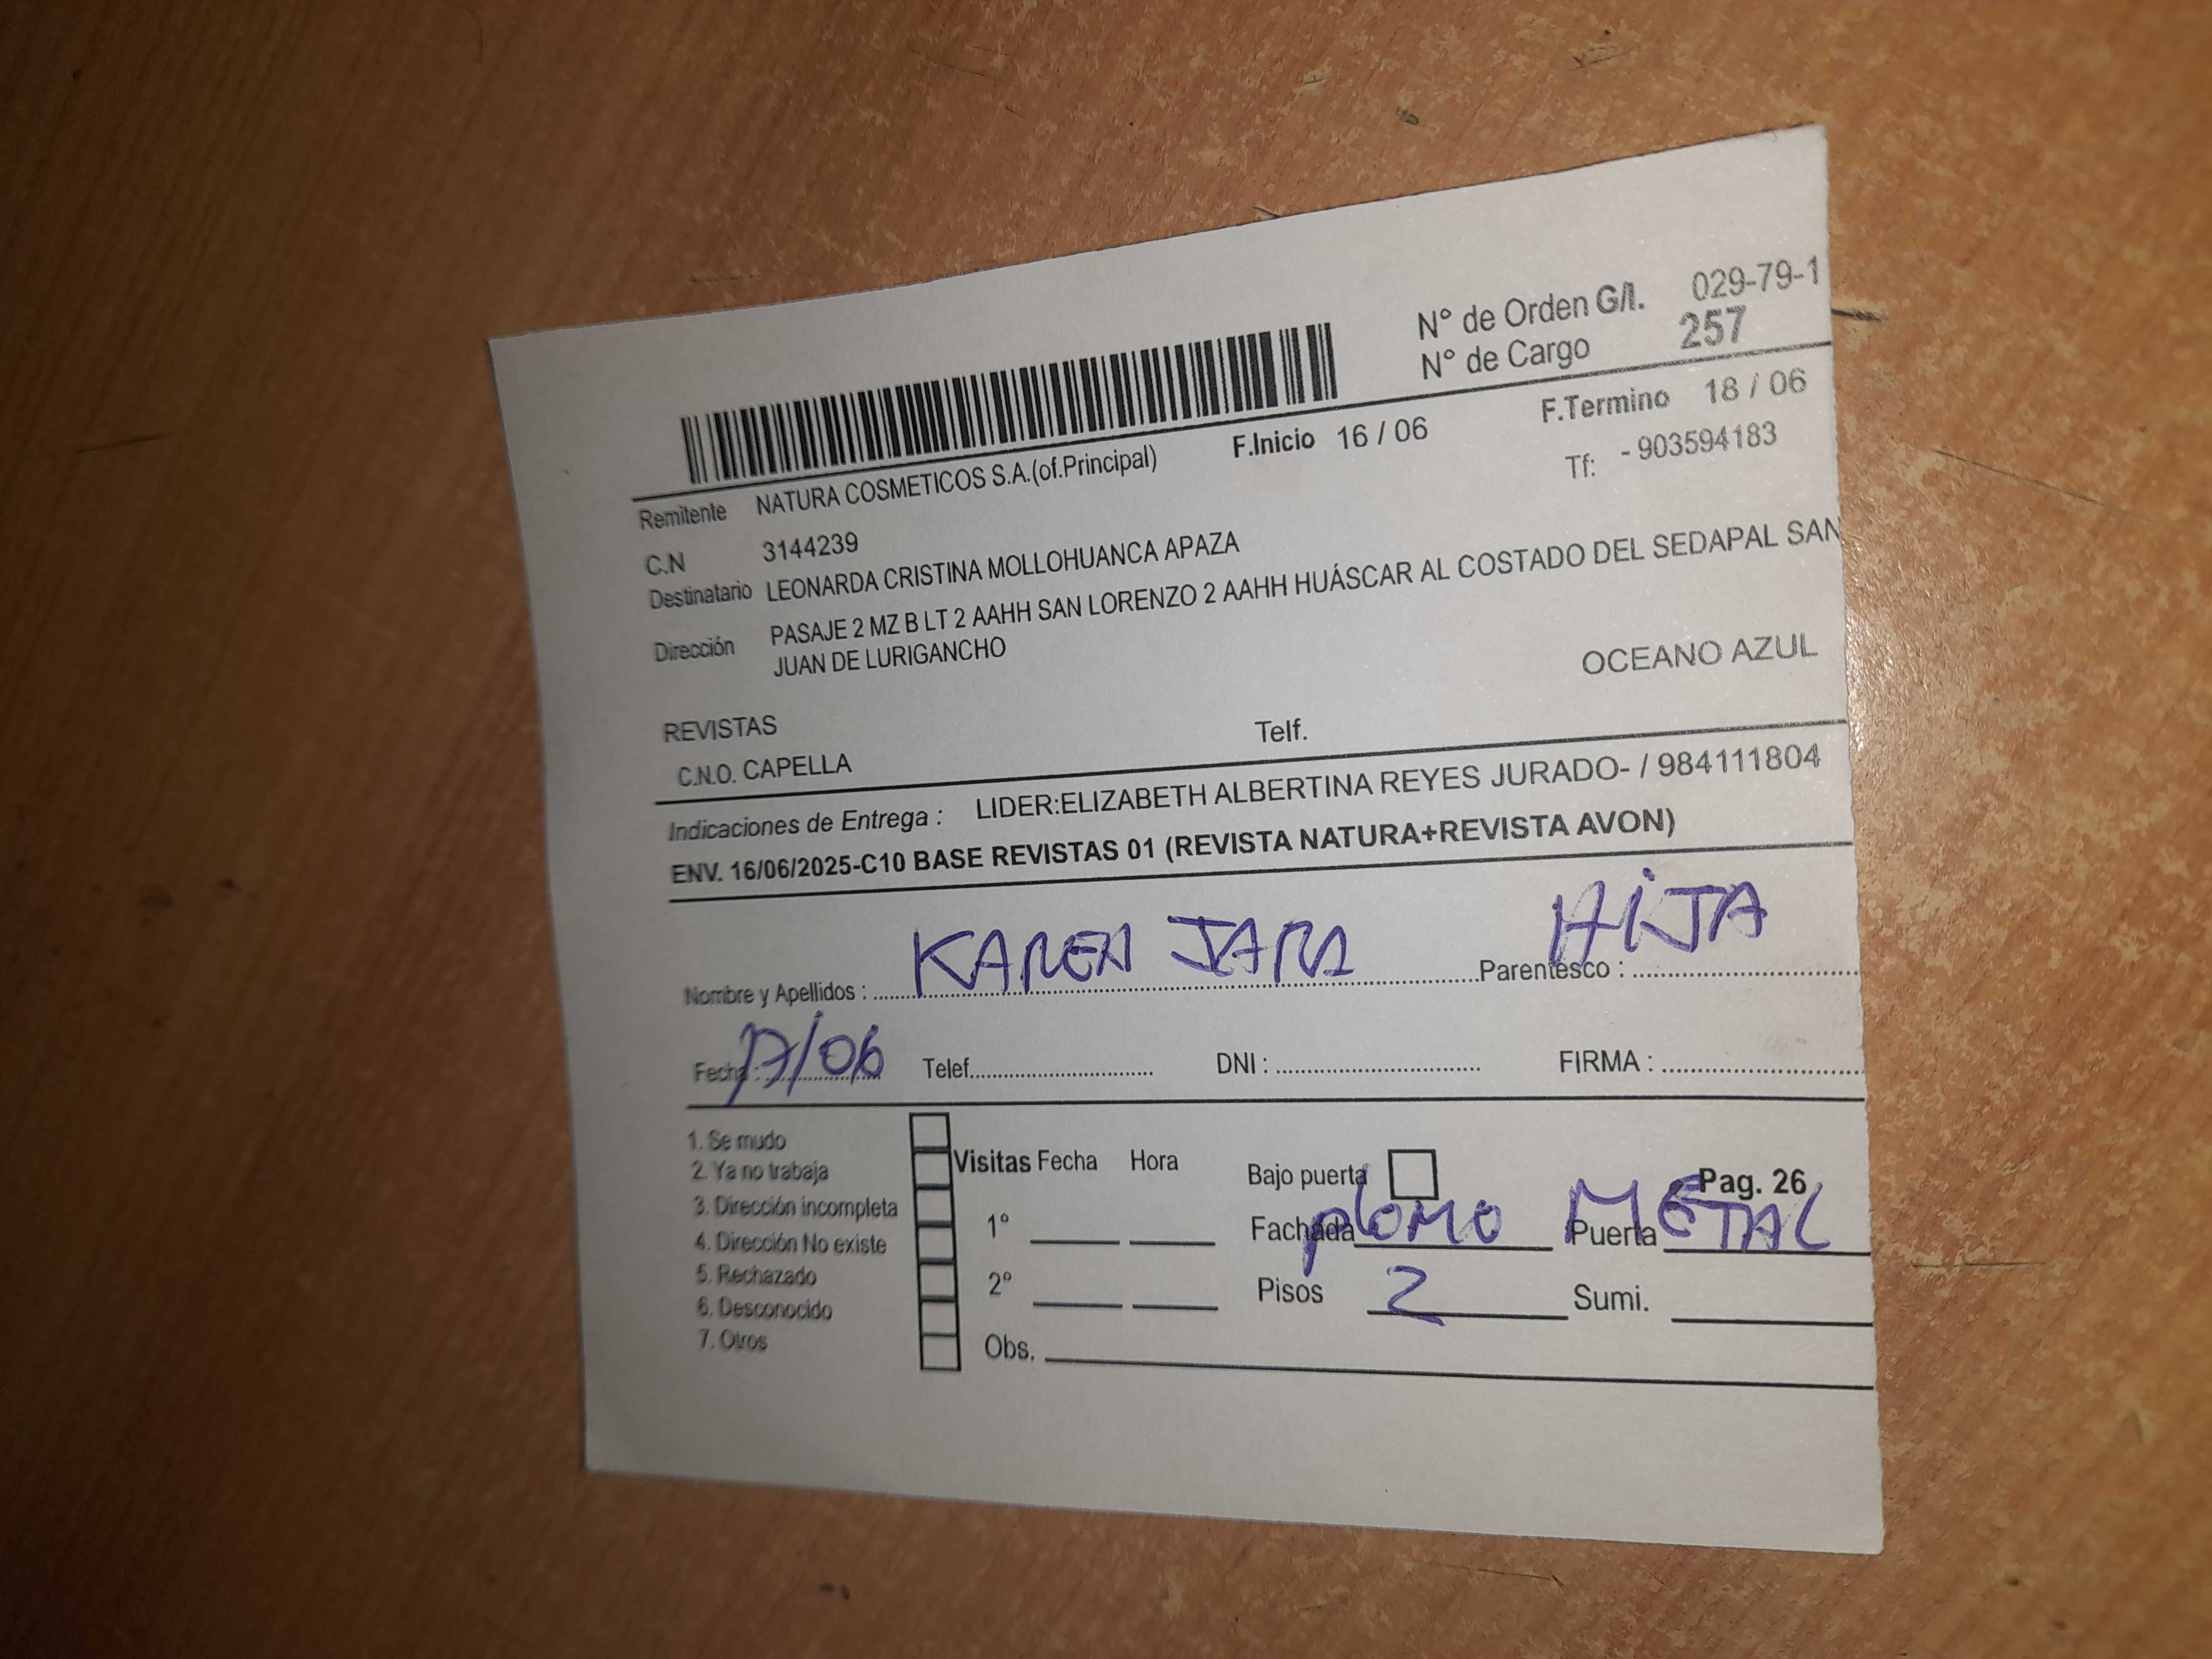 N° de Orden G/I. 029-79-1
N° de Cargo 257
Remitente NATURA COSMETICOS S.A.(of.Principal) F.Inicio 16 / 06 F.Termino 18 / 06
C.N 3144239 Tf: - 903594183
Destinatario LEONARDA CRISTINA MOLLOHUANCA APAZA
Dirección PASAJE 2 MZ B LT 2 AAHH SAN LORENZO 2 AAHH HUÁSCAR AL COSTADO DEL SEDAPAL SAN
JUAN DE LURIGANCHO
OCEANO AZUL
REVISTAS Telf.
C.N.O. CAPELLA
Indicaciones de Entrega : LIDER:ELIZABETH ALBERTINA REYES JURADO- / 984111804
ENV. 16/06/2025-C10 BASE REVISTAS 01 (REVISTA NATURA+REVISTA AVON)
Nombre y Apellidos : KAREN JARA Parentesco : HiJA
Fecha : 17/06 Telef. DNI : FIRMA :
1. Se mudo
2. Ya no trabaja Visitas Fecha Hora Bajo puerta Pag. 26
3. Dirección incompleta 1° Fachada plomo Puerta METAL
4. Dirección No existe
5. Rechazado 2° Pisos 2 Sumi.
6. Desconocido
7. Otros Obs.